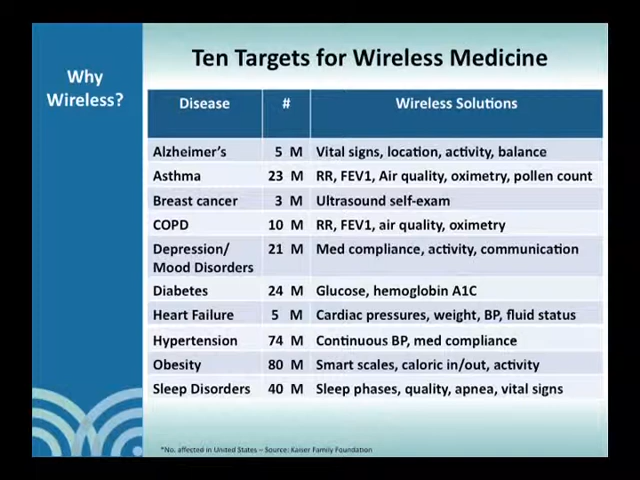 Why
Wireless?
Ten Targets for Wireless Medicine
Disease # Wireless Solutions
Alzheimer's 5 M Vital signs, location, activity, balance
Asthma 23 M RR, FEV1, Air quality, oximetry, pollen count
Breast cancer 3 M Ultrasound self-exam
COPD 10 M RR, FEV1, air quality, oximetry
Depression/ 21 M Med compliance, activity, communication
Mood Disorders
Diabetes 24 M Glucose, hemoglobin A1C
Heart Failure 5 M Cardiac pressures, weight, BP, fluid status
Hypertension 74 M Continuous BP, med compliance
Obesity 80 M Smart scales, caloric in/out, activity
Sleep Disorders 40 M Sleep phases, quality, apnea, vital signs
*No. affected in United States – Source: Kaiser Family Foundation